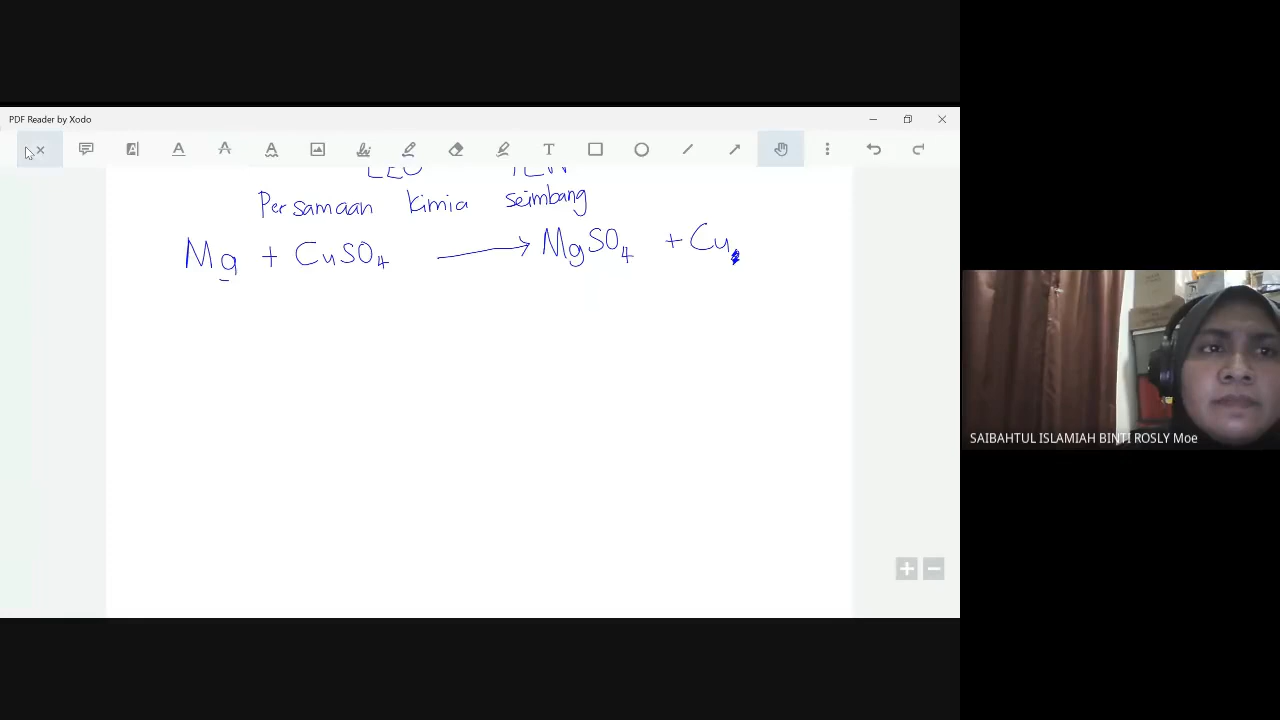 PDF Reader by Xodo
Persamaan kimia seimbang
Mg + CuSO₄ → MgSO₄ + Cu
SAIBAHTUL ISLAMIAH BINTI ROSLY Moe